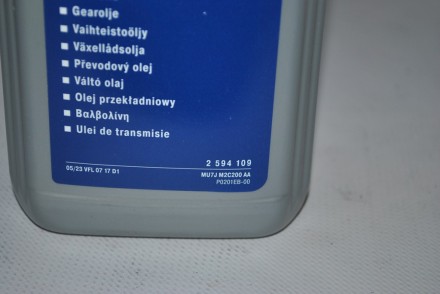 Gearolje
Vaihteistoöljy
Växellådsolja
Převodový olej
Váltó olaj
Olej przekładniowy
Βαλβολίνη
Ulei de transmisie
2 594 109
05/23 VFL 07 17 D1
MU7J M2C200 AA
P0201EB-00